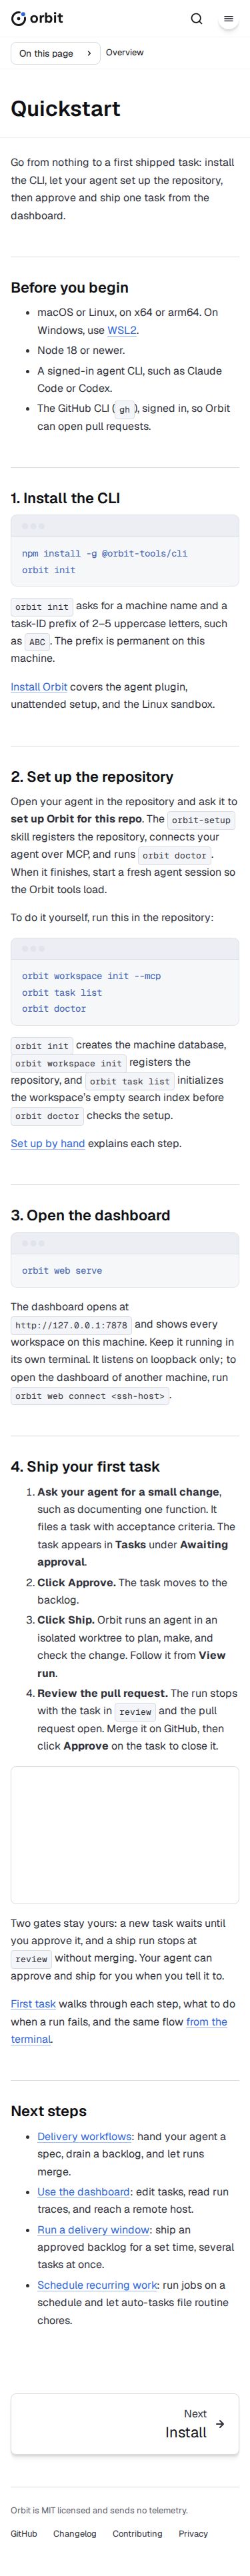 orbit
On this page
Overview
Quickstart
Go from nothing to a first shipped task: install
the CLI, let your agent set up the repository,
then approve and ship one task from the
dashboard.
Before you begin
• macOS or Linux, on x64 or arm64. On
Windows, use WSL2.
• Node 18 or newer.
• A signed-in agent CLI, such as Claude
Code or Codex.
• The GitHub CLI (gh), signed in, so Orbit
can open pull requests.
1. Install the CLI
npm install -g @orbit-tools/cli
orbit init
orbit init asks for a machine name and a
task-ID prefix of 2–5 uppercase letters, such
as ABC. The prefix is permanent on this
machine.
Install Orbit covers the agent plugin,
unattended setup, and the Linux sandbox.
2. Set up the repository
Open your agent in the repository and ask it to
set up Orbit for this repo. The orbit-setup
skill registers the repository, connects your
agent over MCP, and runs orbit doctor.
When it finishes, start a fresh agent session so
the Orbit tools load.
To do it yourself, run this in the repository:
orbit workspace init --mcp
orbit task list
orbit doctor
orbit init creates the machine database,
orbit workspace init registers the
repository, and orbit task list initializes
the workspace's empty search index before
orbit doctor checks the setup.
Set up by hand explains each step.
3. Open the dashboard
orbit web serve
The dashboard opens at
http://127.0.0.1:7878 and shows every
workspace on this machine. Keep it running in
its own terminal. It listens on loopback only; to
open the dashboard of another machine, run
orbit web connect <ssh-host>.
4. Ship your first task
1. Ask your agent for a small change,
such as documenting one function. It
files a task with acceptance criteria. The
task appears in Tasks under Awaiting
approval.
2. Click Approve. The task moves to the
backlog.
3. Click Ship. Orbit runs an agent in an
isolated worktree to plan, make, and
check the change. Follow it from View
run.
4. Review the pull request. The run stops
with the task in review and the pull
request open. Merge it on GitHub, then
click Approve on the task to close it.
Two gates stay yours: a new task waits until
you approve it, and a ship run stops at
review without merging. Your agent can
approve and ship for you when you tell it to.
First task walks through each step, what to do
when a run fails, and the same flow from the
terminal.
Next steps
• Delivery workflows: hand your agent a
spec, drain a backlog, and let runs
merge.
• Use the dashboard: edit tasks, read run
traces, and reach a remote host.
• Run a delivery window: ship an
approved backlog for a set time, several
tasks at once.
• Schedule recurring work: run jobs on a
schedule and let auto-tasks file routine
chores.
Next
Install
Orbit is MIT licensed and sends no telemetry.
GitHub Changelog Contributing Privacy